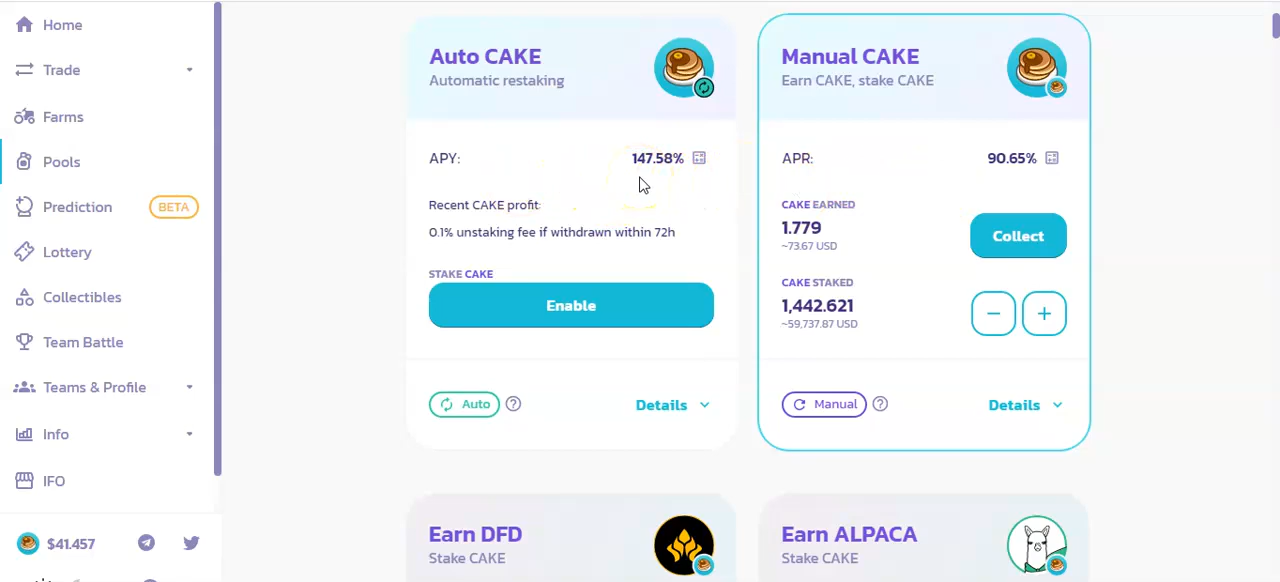 Home
Trade
Farms
Pools
Prediction BETA
Lottery
Collectibles
Team Battle
Teams & Profile
Info
IFO
$41.457
Auto CAKE
Automatic restaking
APY: 147.58%
Recent CAKE profit:
0.1% unstaking fee if withdrawn within 72h
STAKE CAKE
Enable
Auto
Details
Manual CAKE
Earn CAKE, stake CAKE
APR: 90.65%
CAKE EARNED
1.779
~73.67 USD
Collect
CAKE STAKED
1,442.621
~59,737.87 USD
Manual
Details
Earn DFD
Stake CAKE
Earn ALPACA
Stake CAKE